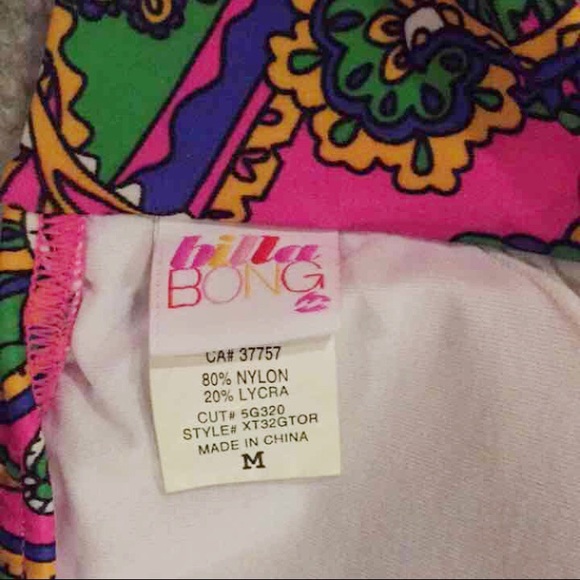 billa
BONG
CA# 37757
80% NYLON
20% LYCRA
CUT# 5G320
STYLE# XT32GTOR
MADE IN CHINA
M